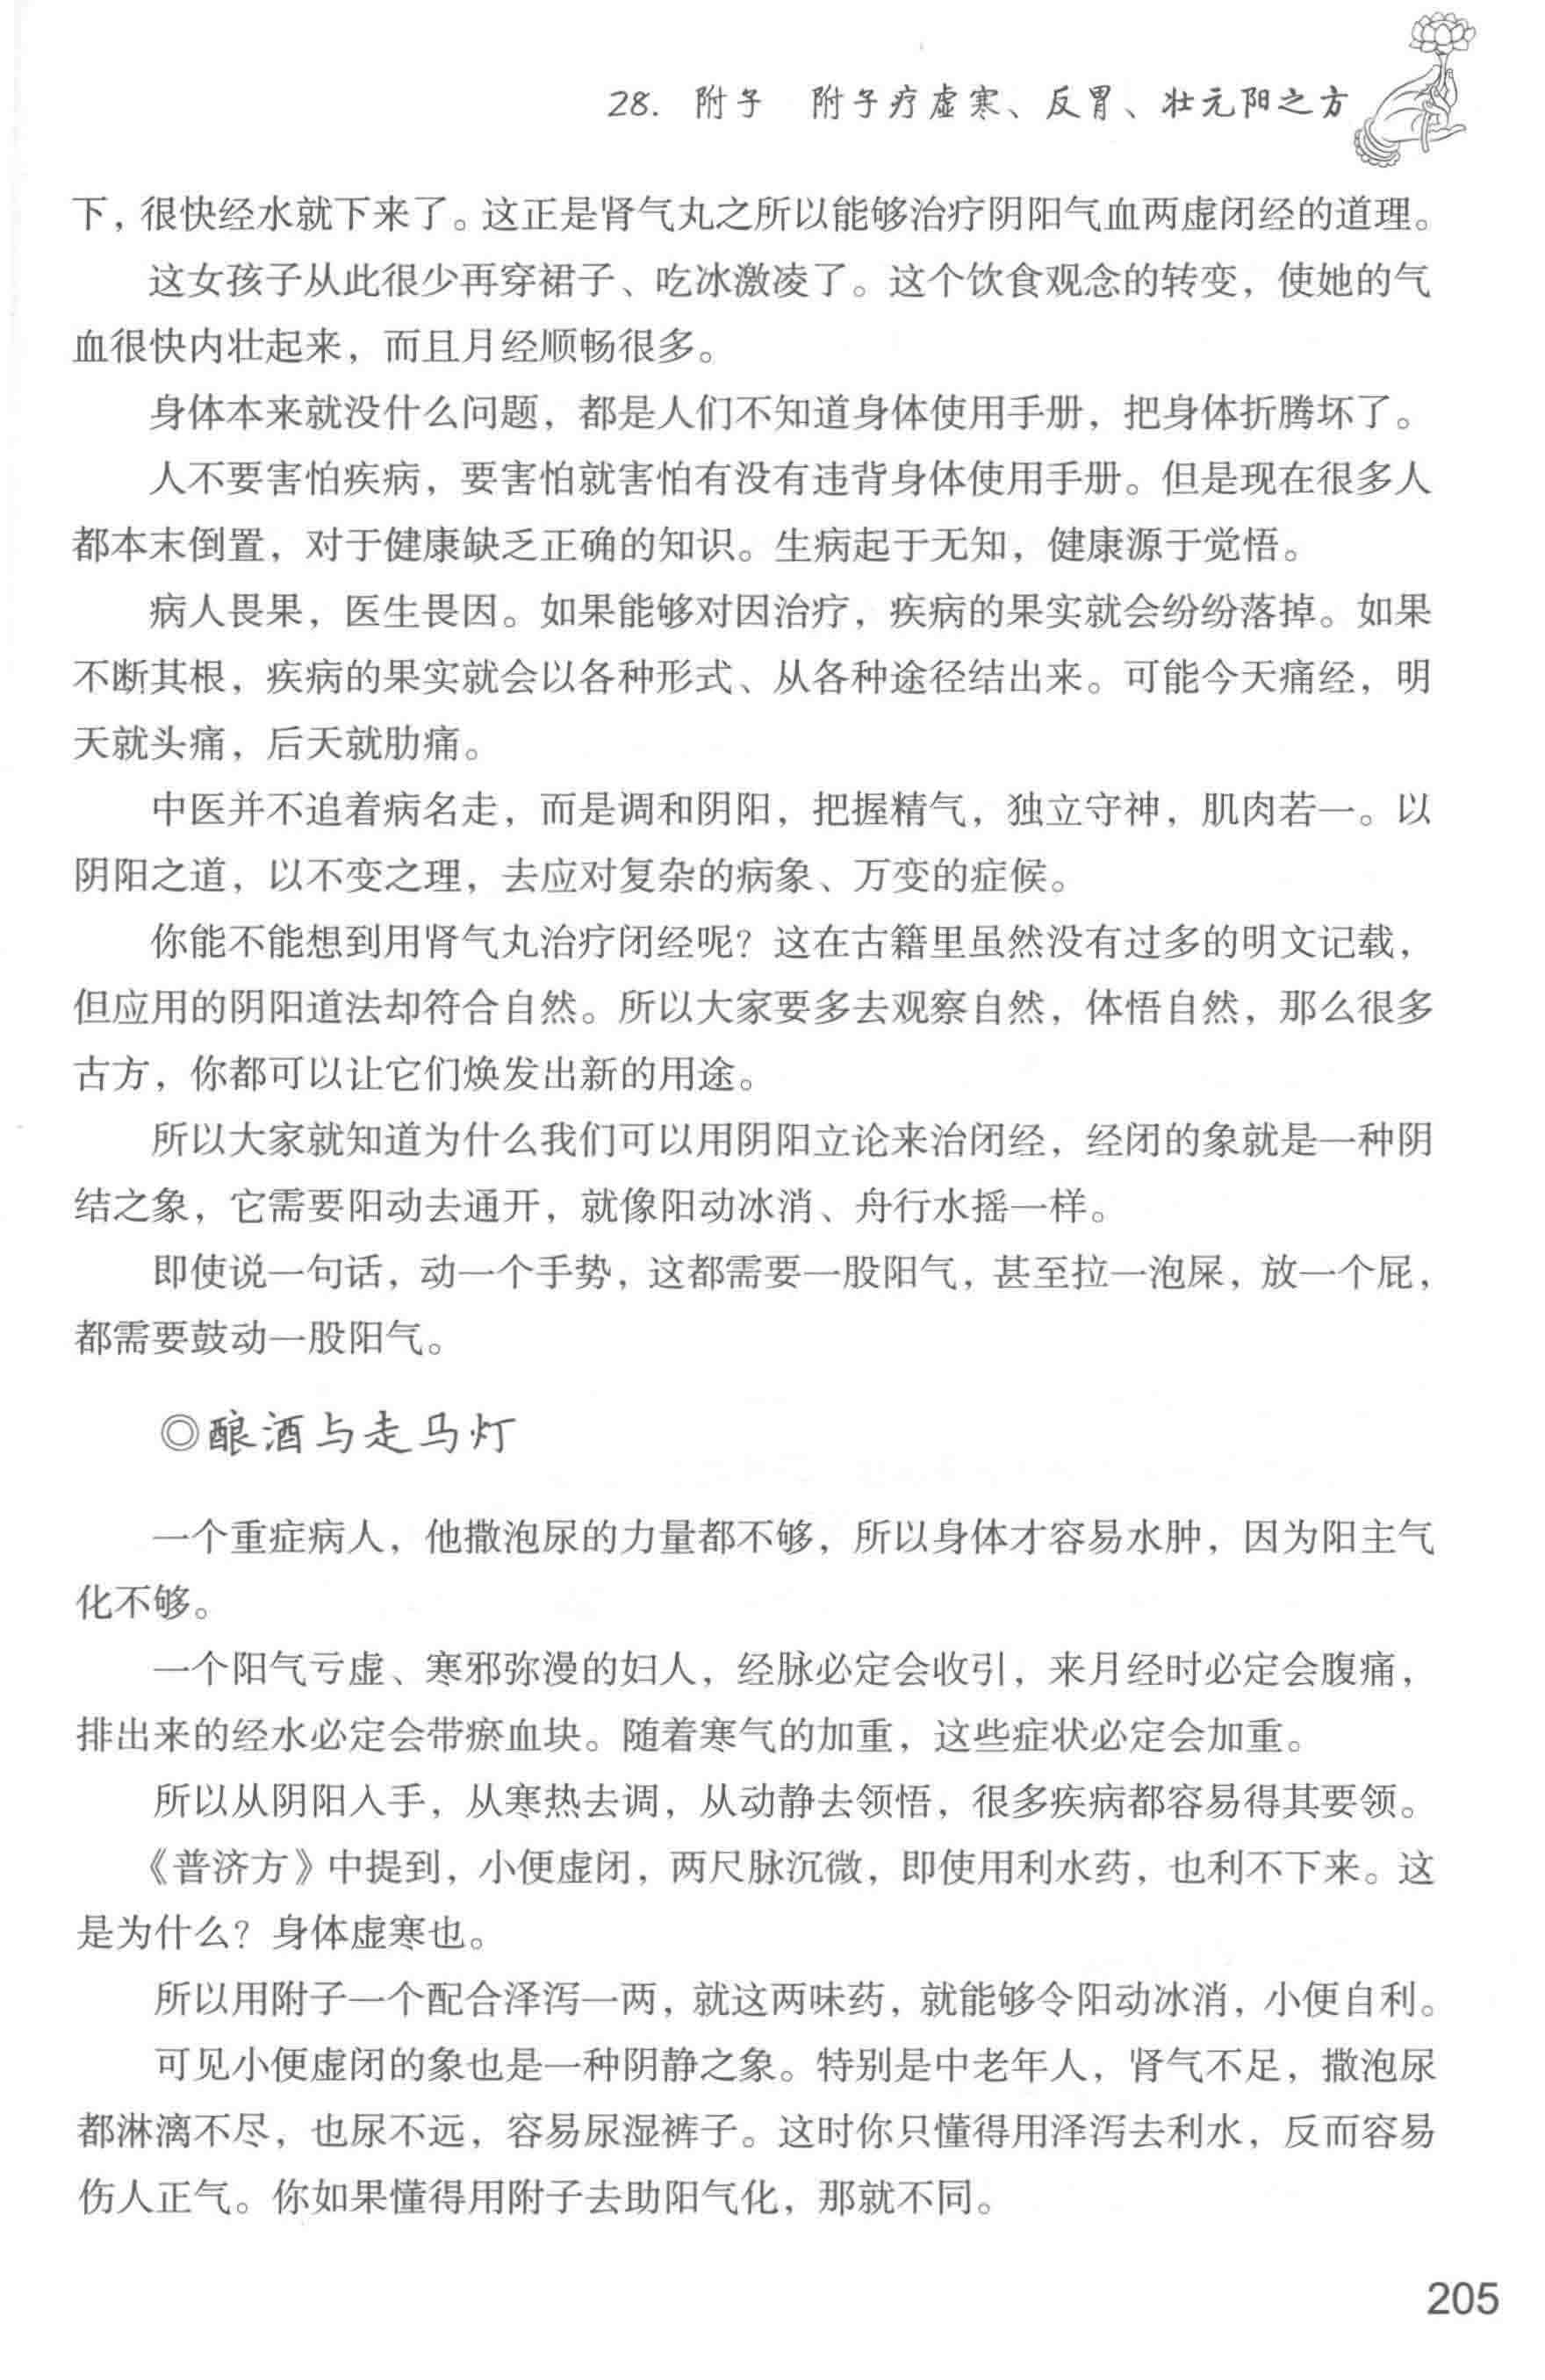 28. 附子　附子疗虚寒、反胃、壮元阳之方
下，很快经水就下来了。这正是肾气丸之所以能够治疗阴阳气血两虚闭经的道理。
这女孩子从此很少再穿裙子、吃冰激凌了。这个饮食观念的转变，使她的气
血很快内壮起来，而且月经顺畅很多。
身体本来就没什么问题，都是人们不知道身体使用手册，把身体折腾坏了。
人不要害怕疾病，要害怕就害怕有没有违背身体使用手册。但是现在很多人
都本末倒置，对于健康缺乏正确的知识。生病起于无知，健康源于觉悟。
病人畏果，医生畏因。如果能够对因治疗，疾病的果实就会纷纷落掉。如果
不断其根，疾病的果实就会以各种形式、从各种途径结出来。可能今天痛经，明
天就头痛，后天就肋痛。
中医并不追着病名走，而是调和阴阳，把握精气，独立守神，肌肉若一。以
阴阳之道，以不变之理，去应对复杂的病象、万变的症候。
你能不能想到用肾气丸治疗闭经呢？这在古籍里虽然没有过多的明文记载，
但应用的阴阳道法却符合自然。所以大家要多去观察自然，体悟自然，那么很多
古方，你都可以让它们焕发出新的用途。
所以大家就知道为什么我们可以用阴阳立论来治闭经，经闭的象就是一种阴
结之象，它需要阳动去通开，就像阳动冰消、舟行水摇一样。
即使说一句话，动一个手势，这都需要一股阳气，甚至拉一泡屎，放一个屁，
都需要鼓动一股阳气。
◎酿酒与走马灯
一个重症病人，他撒泡尿的力量都不够，所以身体才容易水肿，因为阳主气
化不够。
一个阳气亏虚、寒邪弥漫的妇人，经脉必定会收引，来月经时必定会腹痛，
排出来的经水必定会带瘀血块。随着寒气的加重，这些症状必定会加重。
所以从阴阳入手，从寒热去调，从动静去领悟，很多疾病都容易得其要领。
《普济方》中提到，小便虚闭，两尺脉沉微，即使用利水药，也利不下来。这
是为什么？身体虚寒也。
所以用附子一个配合泽泻一两，就这两味药，就能够令阳动冰消，小便自利。
可见小便虚闭的象也是一种阴静之象。特别是中老年人，肾气不足，撒泡尿
都淋漓不尽，也尿不远，容易尿湿裤子。这时你只懂得用泽泻去利水，反而容易
伤人正气。你如果懂得用附子去助阳气化，那就不同。
205